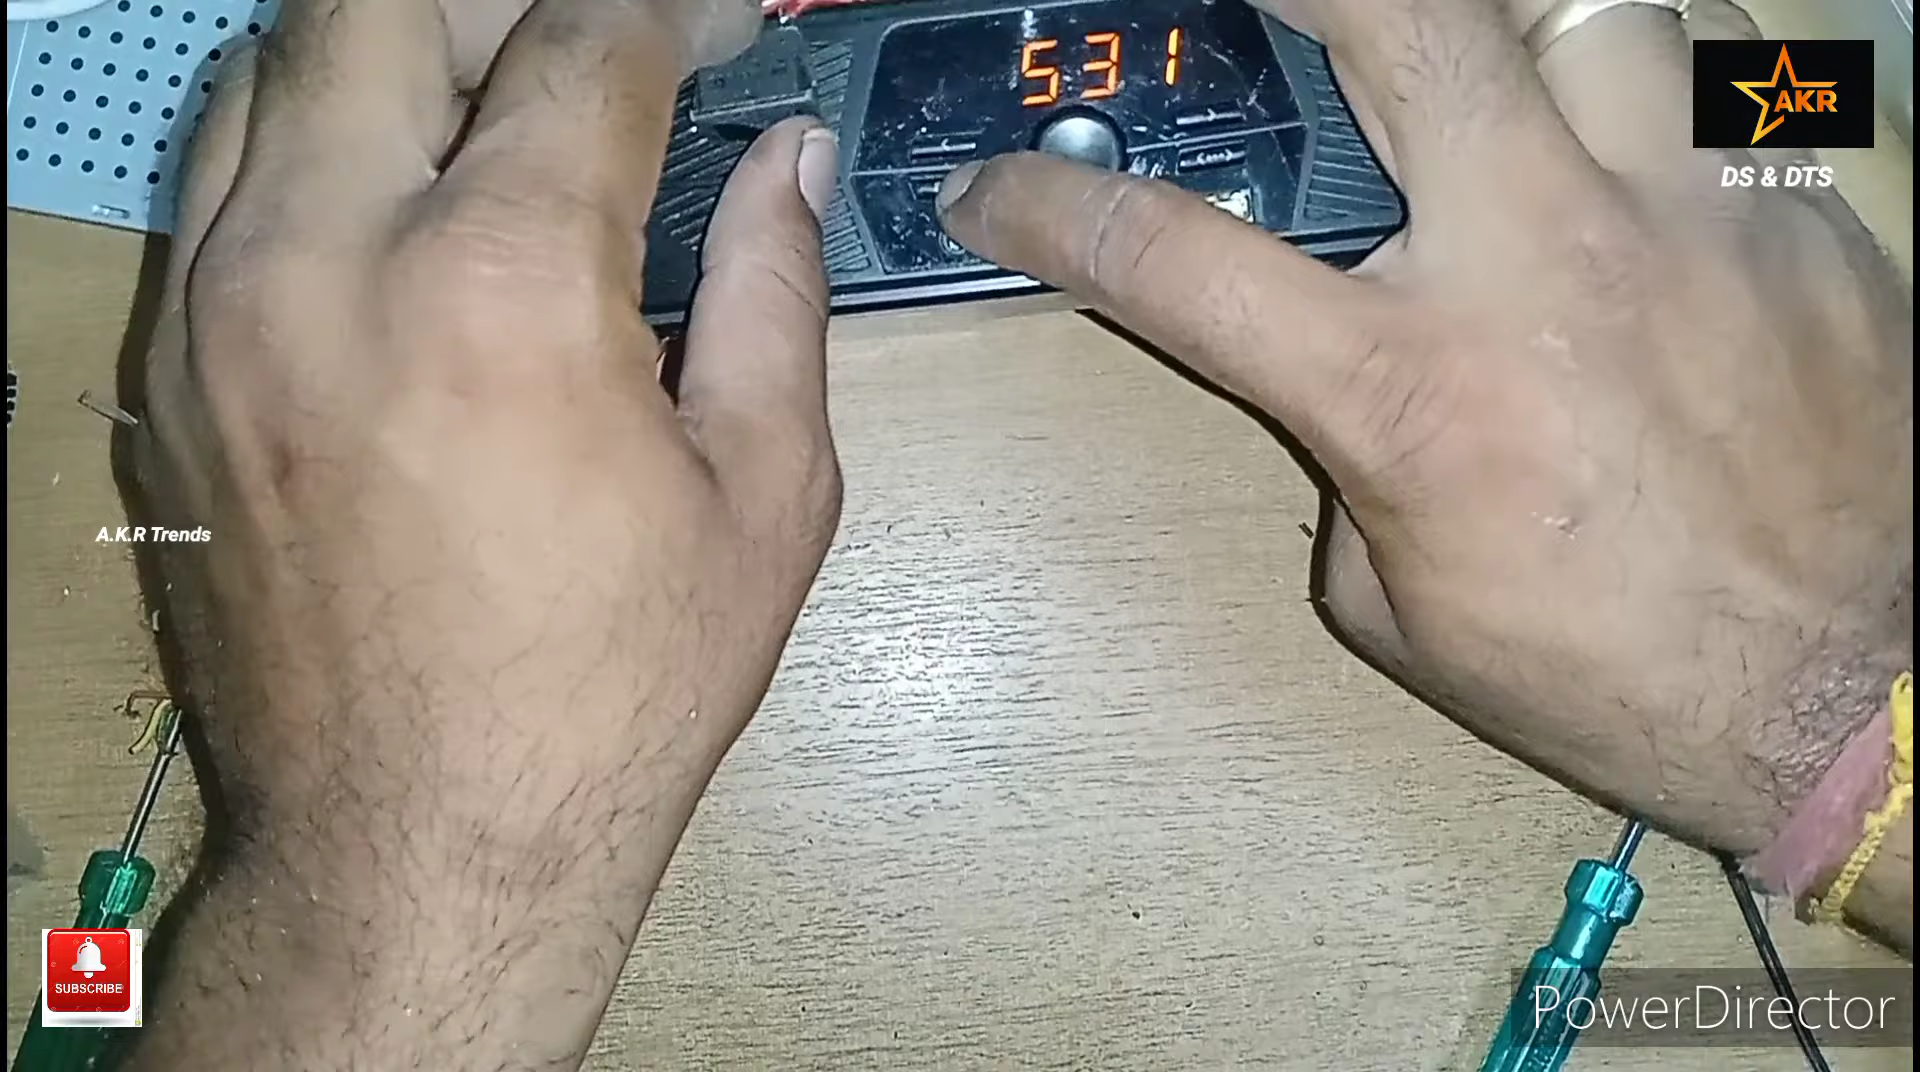 531
AKR
DS & DTS
A.K.R Trends
SUBSCRIBE
PowerDirector